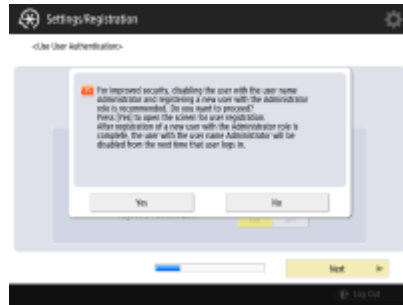 Settings/Registration
<Use User Authentication>
For improved security, disabling the user with the user name
Administrator and registering a new user with the Administrator
role is recommended. Do you want to proceed?
Press [Yes] to open the screen for user registration.
After registration of a new user with the Administrator role is
complete, the user with the user name Administrator will be
disabled from the next time that user logs in.
Yes
No
Next
Log Out